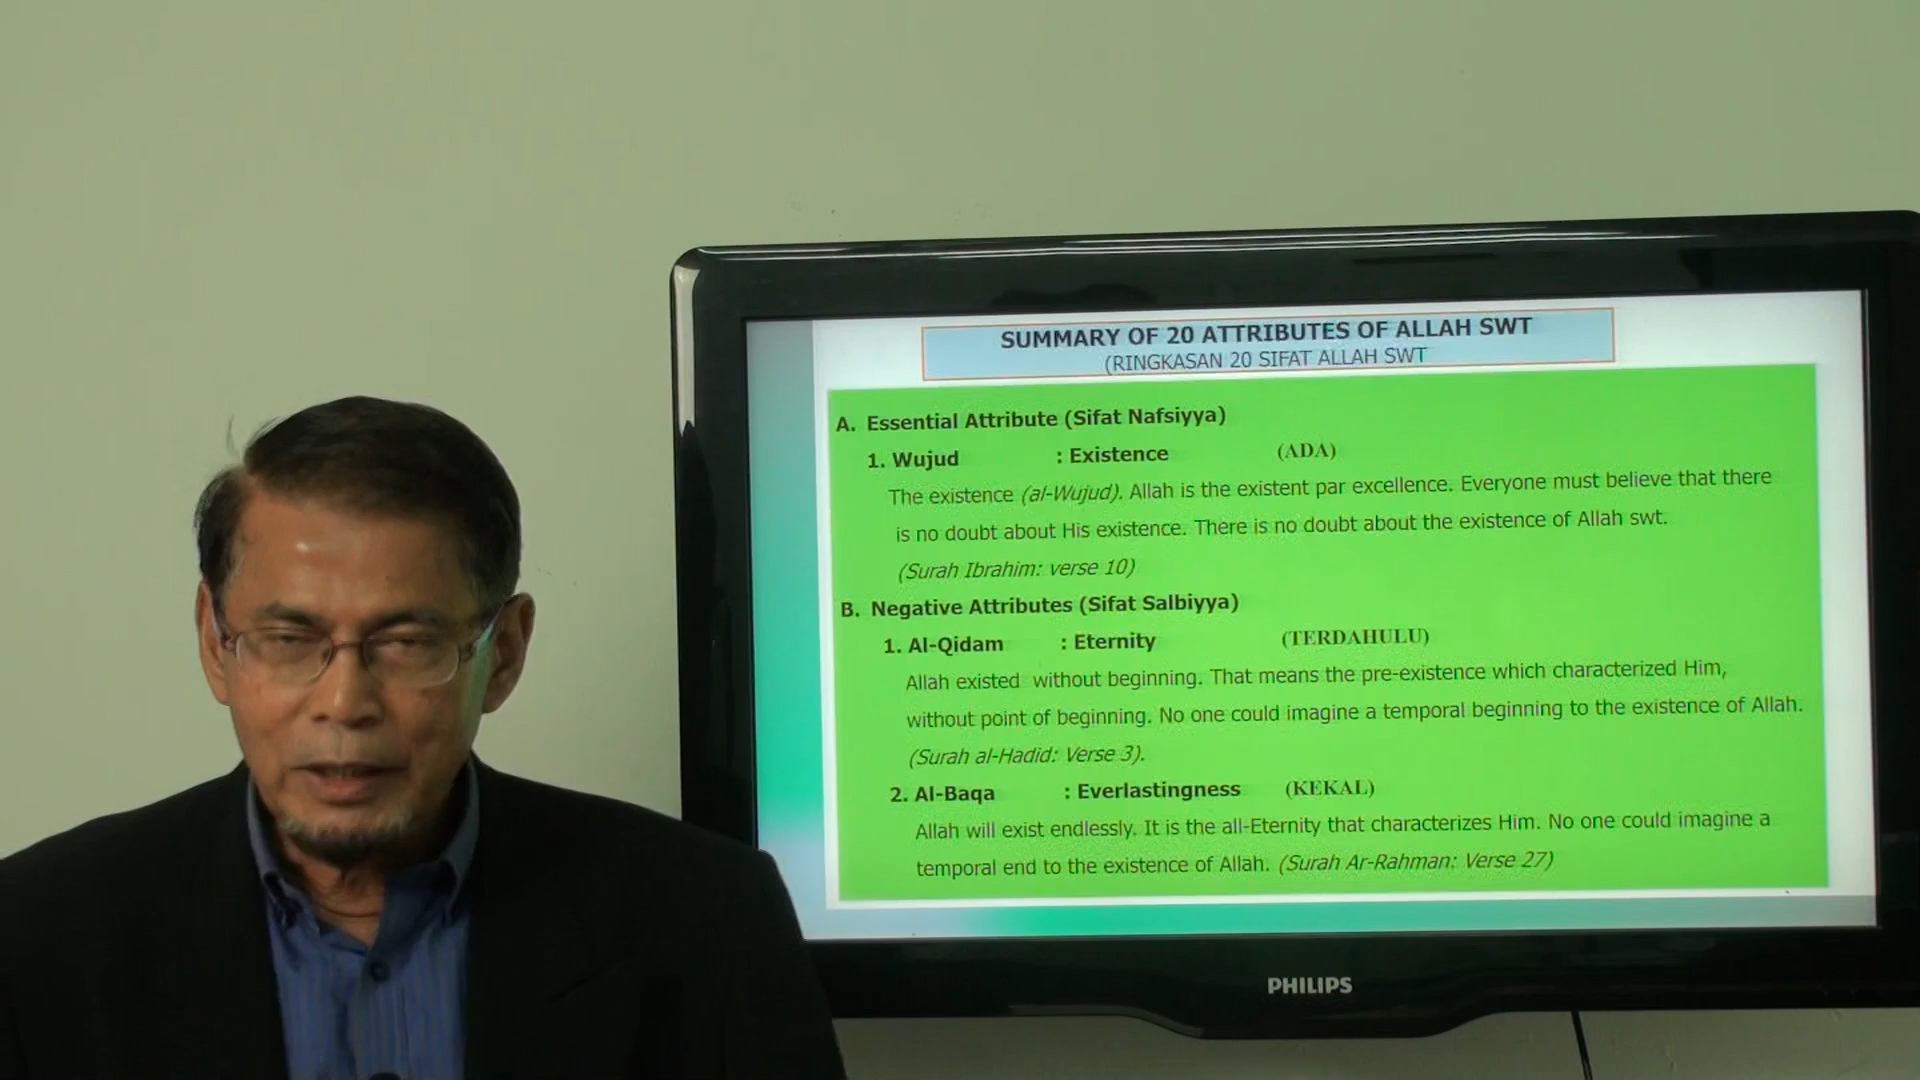 SUMMARY OF 20 ATTRIBUTES OF ALLAH SWT
(RINGKASAN 20 SIFAT ALLAH SWT
A. Essential Attribute (Sifat Nafsiyya)
1. Wujud : Existence (ADA)
The existence (al-Wujud). Allah is the existent par excellence. Everyone must believe that there
is no doubt about His existence. There is no doubt about the existence of Allah swt.
(Surah Ibrahim: verse 10)
B. Negative Attributes (Sifat Salbiyya)
1. Al-Qidam : Eternity (TERDAHULU)
Allah existed without beginning. That means the pre-existence which characterized Him,
without point of beginning. No one could imagine a temporal beginning to the existence of Allah.
(Surah al-Hadid: Verse 3).
2. Al-Baqa : Everlastingness (KEKAL)
Allah will exist endlessly. It is the all-Eternity that characterizes Him. No one could imagine a
temporal end to the existence of Allah. (Surah Ar-Rahman: Verse 27)
PHILIPS